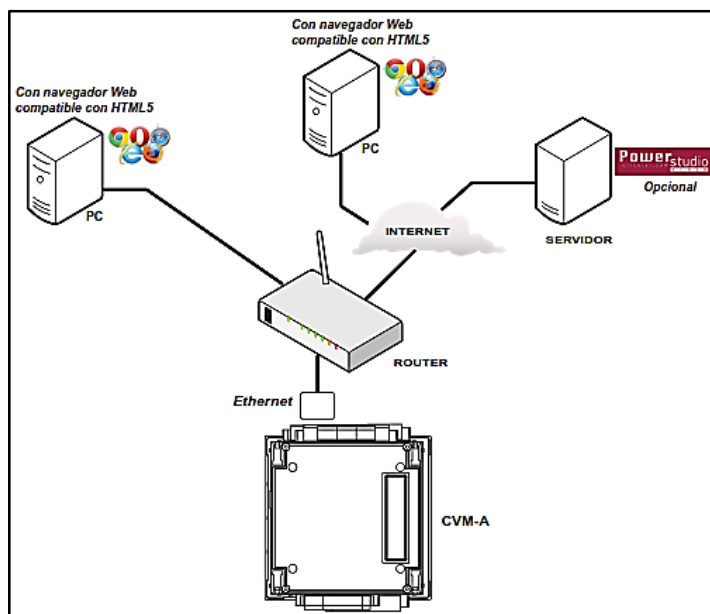 Con navegador Web
compatible con HTML5
PC
Con navegador Web
compatible con HTML5
PC
Power studio
Opcional
SERVIDOR
INTERNET
ROUTER
Ethernet
CVM-A